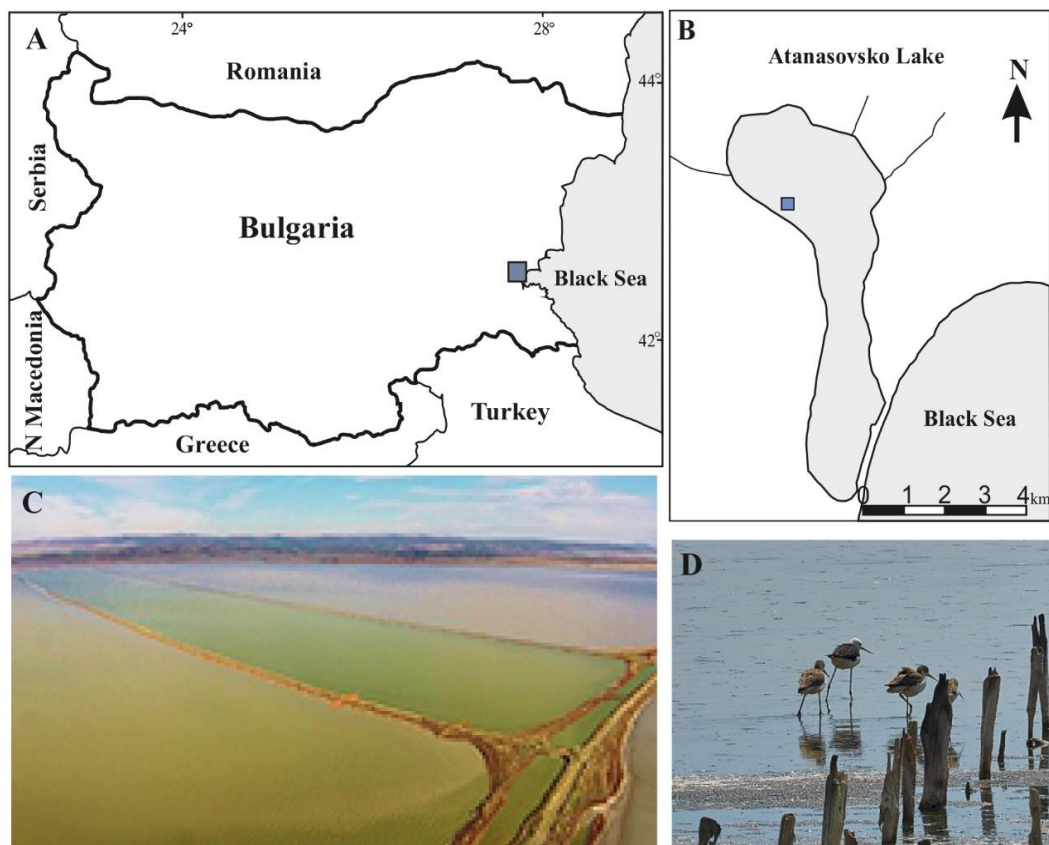 A
24°
28°
Romania
44°
Serbia
Bulgaria
Black Sea
42°
N Macedonia
Turkey
Greece
B
Atanasovsko Lake
N
Black Sea
0 1 2 3 4 km
C
D